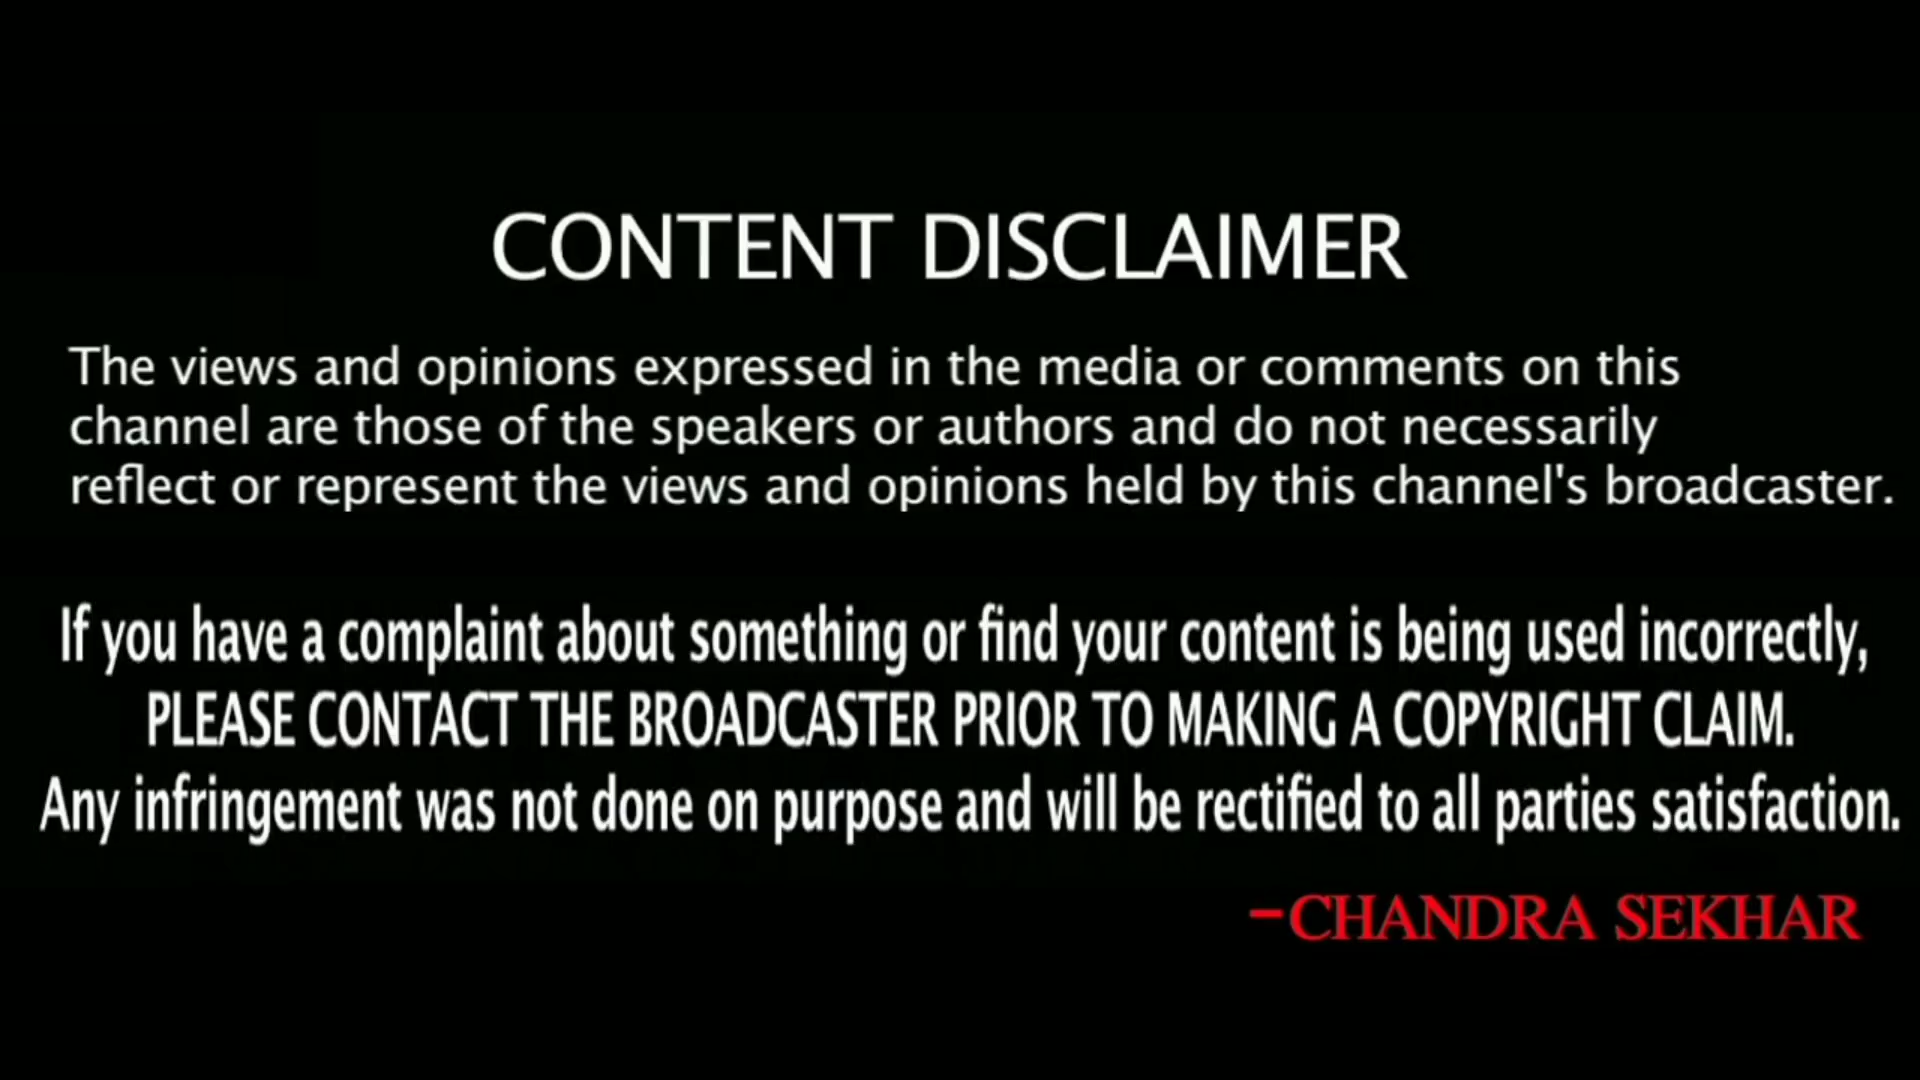 CONTENT DISCLAIMER
The views and opinions expressed in the media or comments on this
channel are those of the speakers or authors and do not necessarily
reflect or represent the views and opinions held by this channel's broadcaster.
If you have a complaint about something or find your content is being used incorrectly,
PLEASE CONTACT THE BROADCASTER PRIOR TO MAKING A COPYRIGHT CLAIM.
Any infringement was not done on purpose and will be rectified to all parties satisfaction.
-CHANDRA SEKHAR